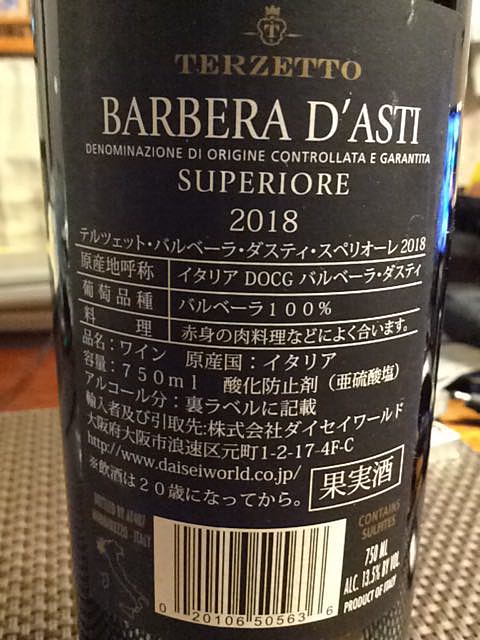 TERZETTO
BARBERA D'ASTI
DENOMINAZIONE DI ORIGINE CONTROLLATA E GARANTITA
SUPERIORE
2018
テルツェット・バルベーラ・ダスティ・スペリオーレ2018
原産地呼称 イタリア DOCG バルベーラ・ダスティ
葡萄品種 バルベーラ100%
料理 赤身の肉料理などによく合います。
品名：ワイン 原産国：イタリア
容量：750ml 酸化防止剤（亜硫酸塩）
アルコール分：裏ラベルに記載
輸入者及び引取先:株式会社ダイセイワールド
大阪府大阪市浪速区元町1-2-17-4F-C
http://www.daiseiworld.co.jp/
※飲酒は20歳になってから。
果実酒
BOTTLED BY
ITALY
CONTAINS
SULFITES
750 ML
ALC. 13.5% BY VOL.
PRODUCT OF ITALY
0 20106 50563 6